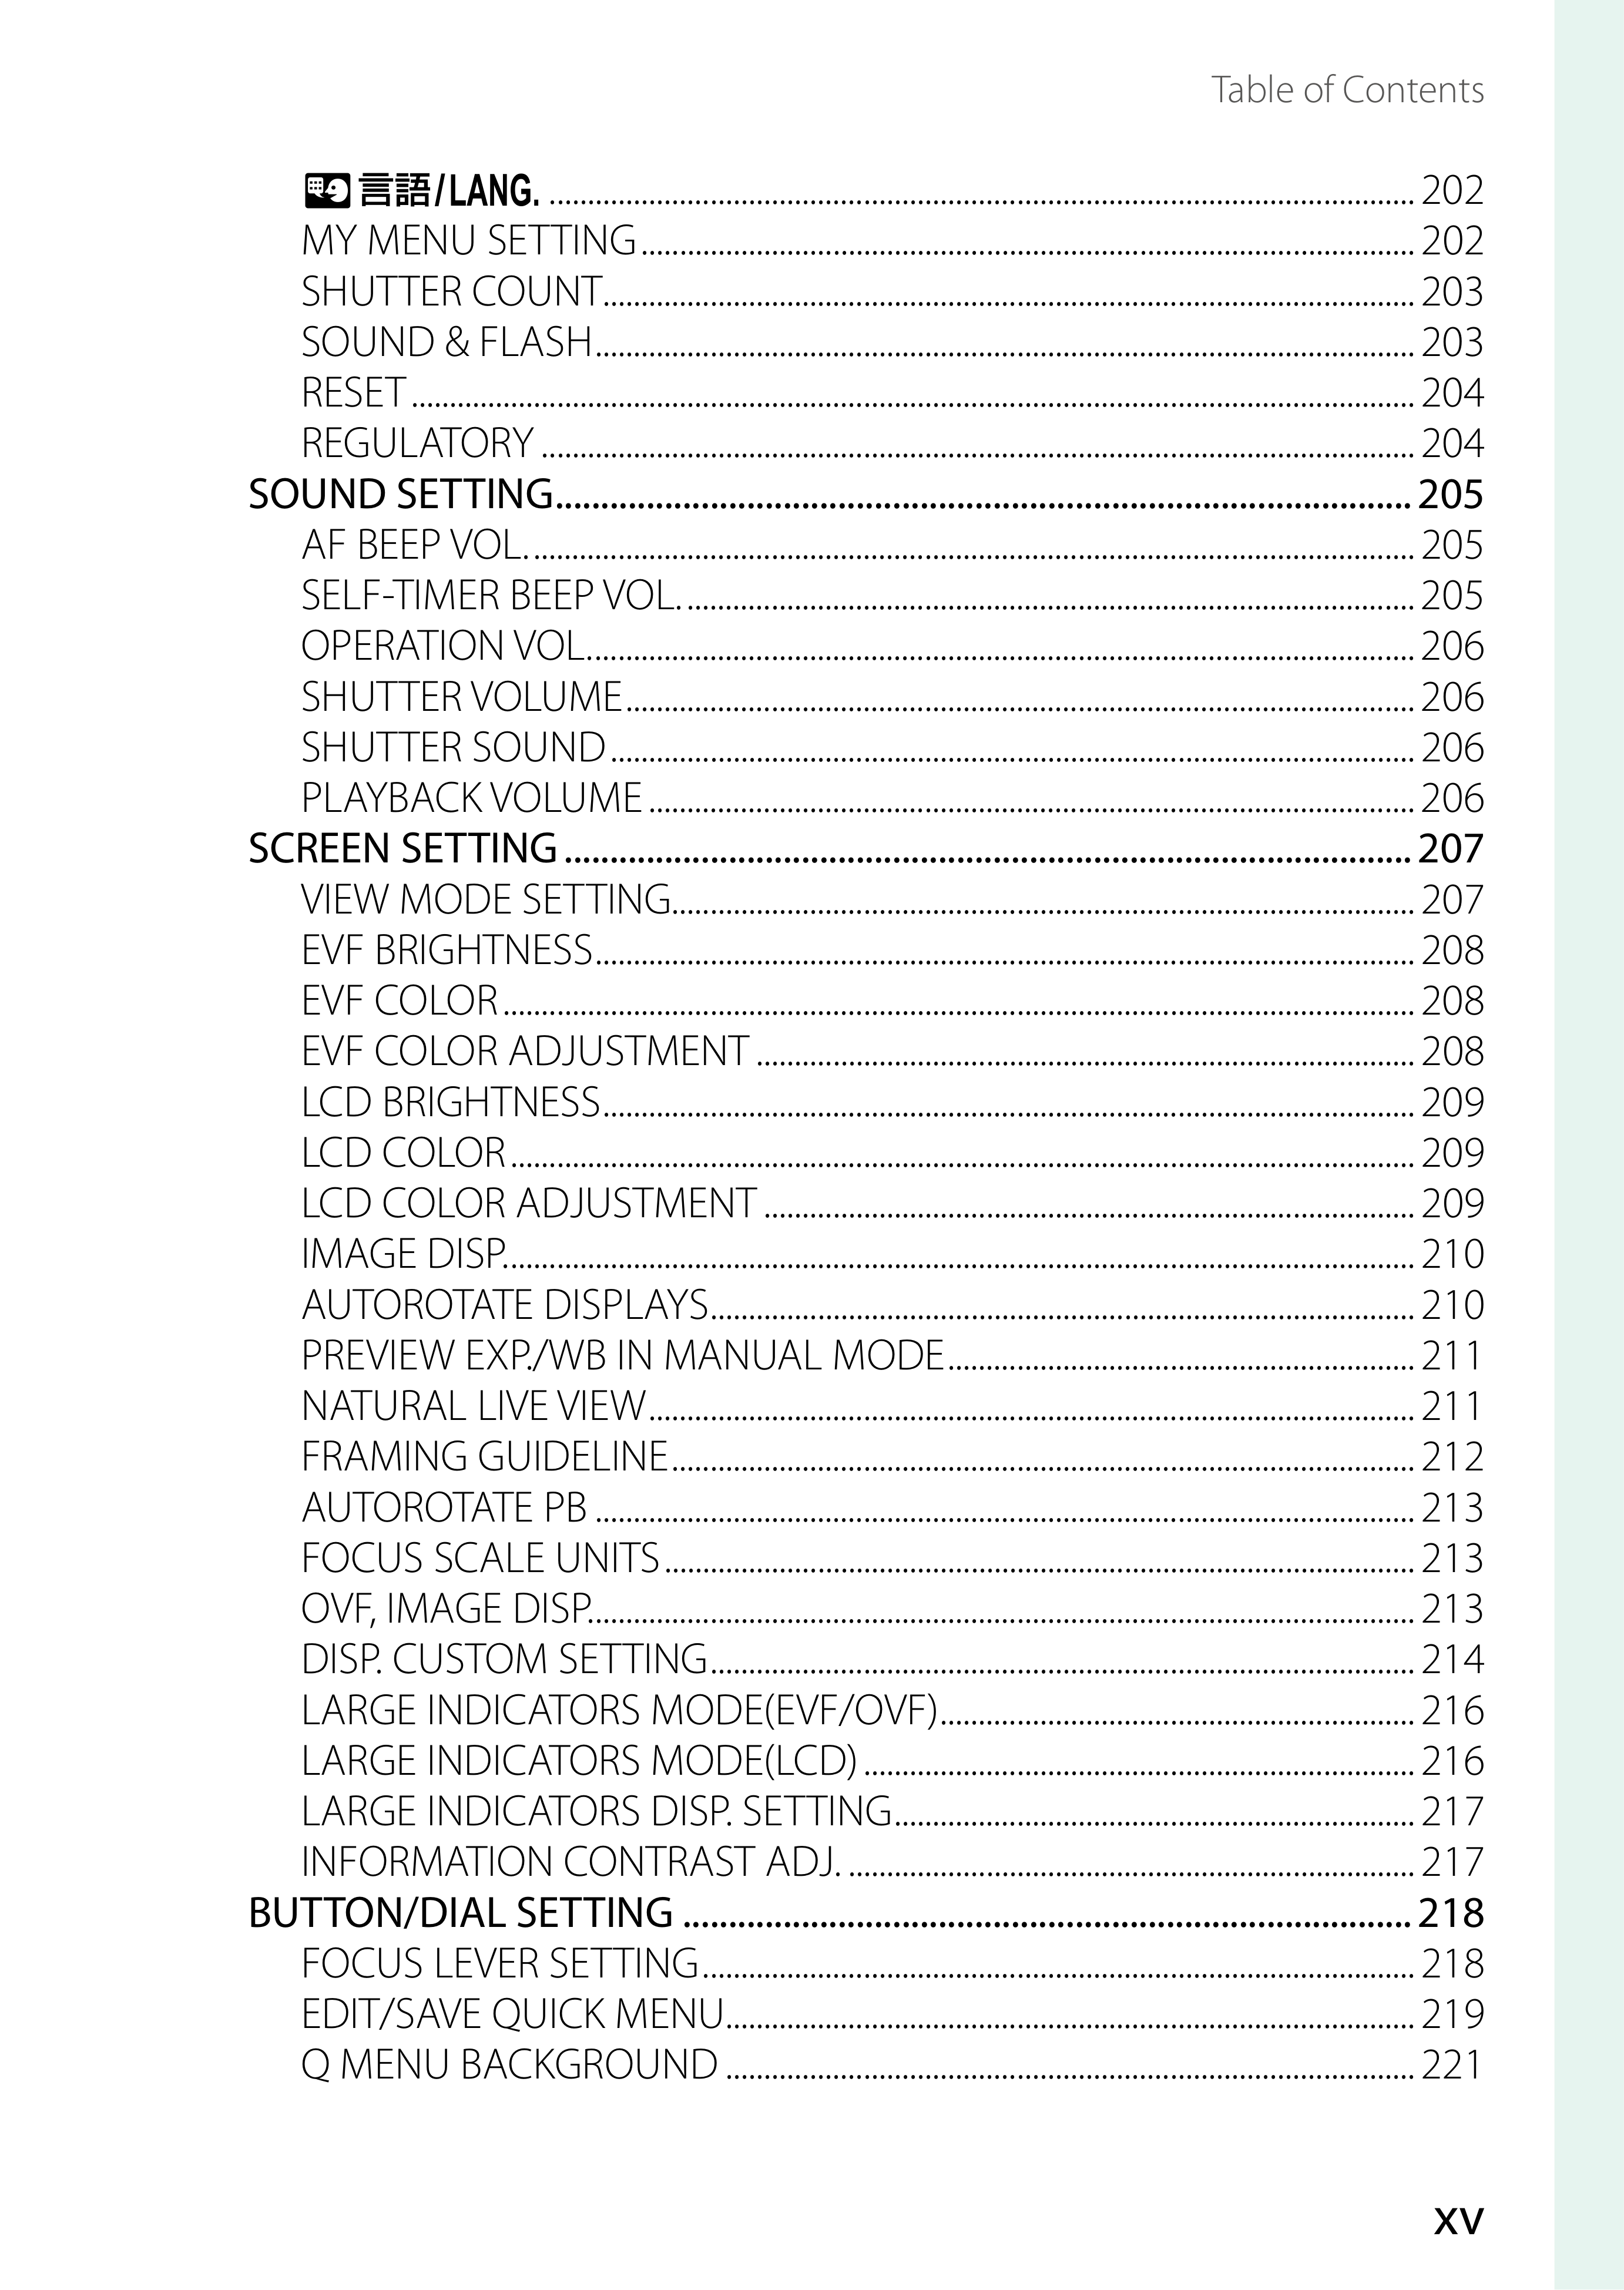 Table of Contents
言語/LANG. ........ 202
MY MENU SETTING ........ 202
SHUTTER COUNT ........ 203
SOUND & FLASH ........ 203
RESET ........ 204
REGULATORY ........ 204
SOUND SETTING ........ 205
AF BEEP VOL. ........ 205
SELF-TIMER BEEP VOL. ........ 205
OPERATION VOL. ........ 206
SHUTTER VOLUME ........ 206
SHUTTER SOUND ........ 206
PLAYBACK VOLUME ........ 206
SCREEN SETTING ........ 207
VIEW MODE SETTING ........ 207
EVF BRIGHTNESS ........ 208
EVF COLOR ........ 208
EVF COLOR ADJUSTMENT ........ 208
LCD BRIGHTNESS ........ 209
LCD COLOR ........ 209
LCD COLOR ADJUSTMENT ........ 209
IMAGE DISP. ........ 210
AUTOROTATE DISPLAYS ........ 210
PREVIEW EXP./WB IN MANUAL MODE ........ 211
NATURAL LIVE VIEW ........ 211
FRAMING GUIDELINE ........ 212
AUTOROTATE PB ........ 213
FOCUS SCALE UNITS ........ 213
OVF, IMAGE DISP. ........ 213
DISP. CUSTOM SETTING ........ 214
LARGE INDICATORS MODE(EVF/OVF) ........ 216
LARGE INDICATORS MODE(LCD) ........ 216
LARGE INDICATORS DISP. SETTING ........ 217
INFORMATION CONTRAST ADJ. ........ 217
BUTTON/DIAL SETTING ........ 218
FOCUS LEVER SETTING ........ 218
EDIT/SAVE QUICK MENU ........ 219
Q MENU BACKGROUND ........ 221
xv